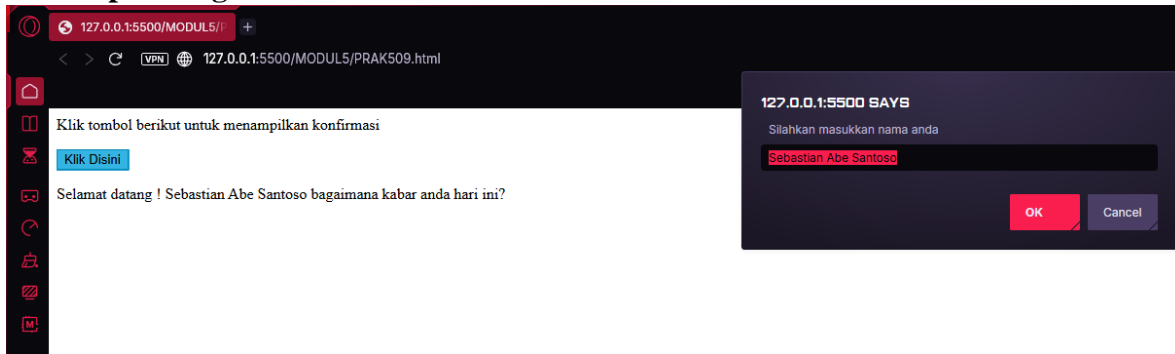 127.0.0.1:5500/MODUL5/P
VPN 127.0.0.1:5500/MODUL5/PRAK509.html
127.0.0.1:5500 SAYS
Silahkan masukkan nama anda
Sebastian Abe Santoso
OK Cancel
Klik tombol berikut untuk menampilkan konfirmasi
Klik Disini
Selamat datang ! Sebastian Abe Santoso bagaimana kabar anda hari ini?
M